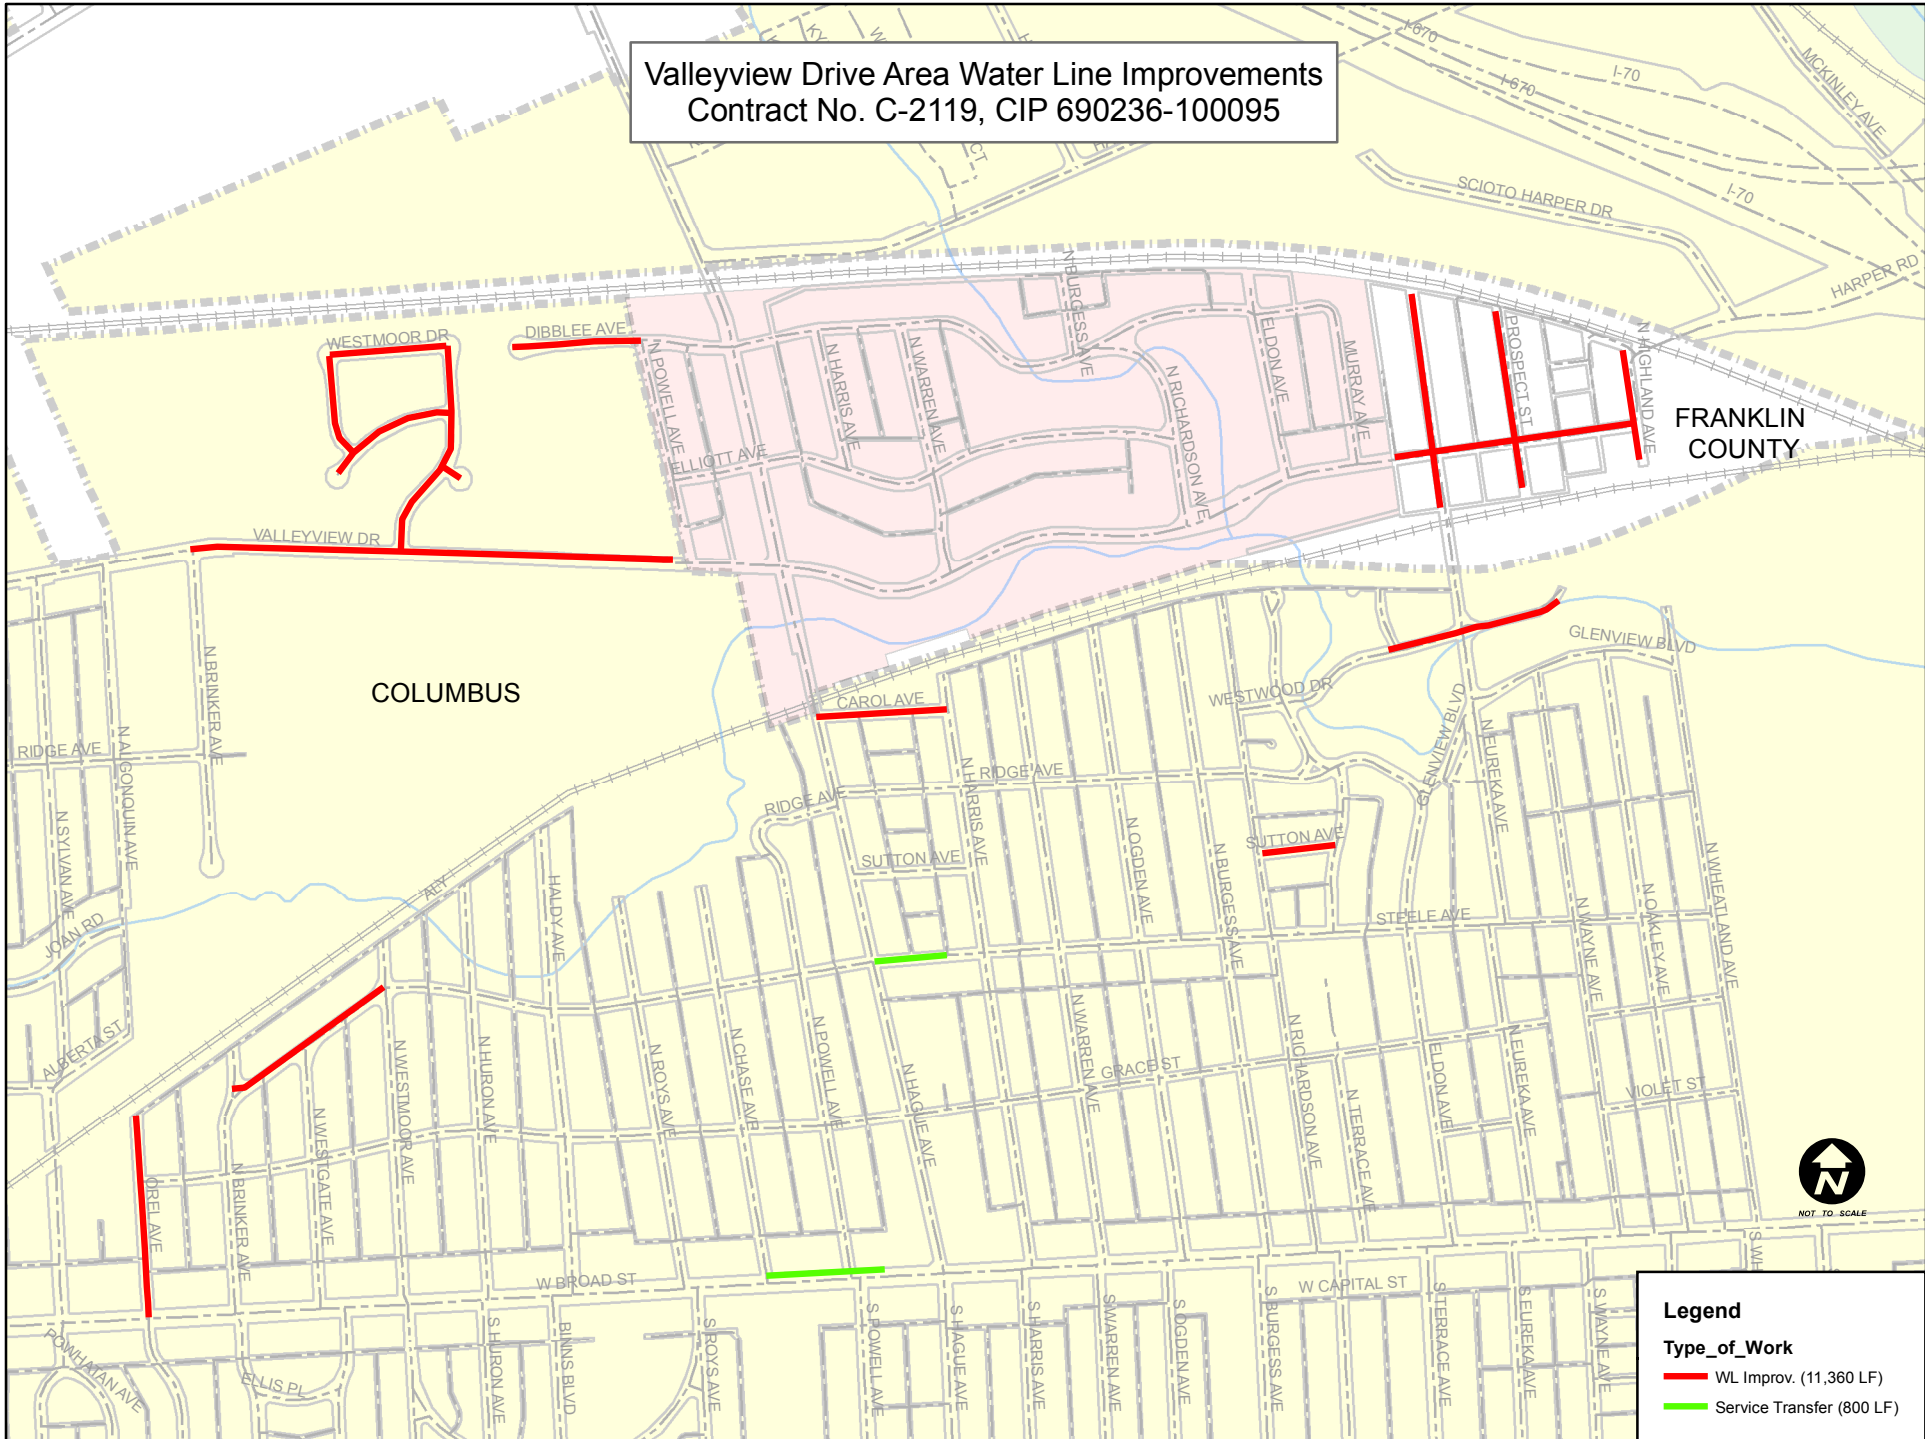 Valleyview Drive Area Water Line Improvements
Contract No. C-2119, CIP 690236-100095
I-670
I-70
I-670
MCKINLEY AVE
I-70
SCIOTO HARPER DR
HARPER RD
CT
N BURGESS AVE
WESTMOOR DR
DIBBLEE AVE
N POWELL AVE
N HARRIS AVE
N WARREN AVE
N RICHARDSON AVE
ELDON AVE
MURRAY AVE
PROSPECT ST
N HIGHLAND AVE
FRANKLIN
COUNTY
ELLIOTT AVE
VALLEYVIEW DR
GLENVIEW BLVD
N BRINKER AVE
COLUMBUS
CAROL AVE
WESTWOOD DR
GLENVIEW BLVD
N EUREKA AVE
RIDGE AVE
N ALGONQUIN AVE
N SYLVAN AVE
RIDGE AVE
RIDGE AVE
N HARRIS AVE
N OGDEN AVE
N BURGESS AVE
SUTTON AVE
SUTTON AVE
N WHEATLAND AVE
ALY
HALDY AVE
STEELE AVE
N WAYNE AVE
N OAKLEY AVE
JOAN RD
ALBERTA ST
N WESTMOOR AVE
N HURON AVE
N ROYS AVE
N CHASE AVE
N POWELL AVE
N HAGUE AVE
N WARREN AVE
GRACE ST
N RICHARDSON AVE
N TERRACE AVE
ELDON AVE
N EUREKA AVE
VIOLET ST
OREL AVE
N BRINKER AVE
N WESTGATE AVE
N
NOT TO SCALE
W BROAD ST
W CAPITAL ST
POWHATAN AVE
ELLIS PL
S HURON AVE
BINNS BLVD
S ROYS AVE
S POWELL AVE
S HAGUE AVE
S HARRIS AVE
S WARREN AVE
S OGDEN AVE
S BURGESS AVE
S TERRACE AVE
S EUREKA AVE
S WAYNE AVE
Legend
Type_of_Work
WL Improv. (11,360 LF)
Service Transfer (800 LF)